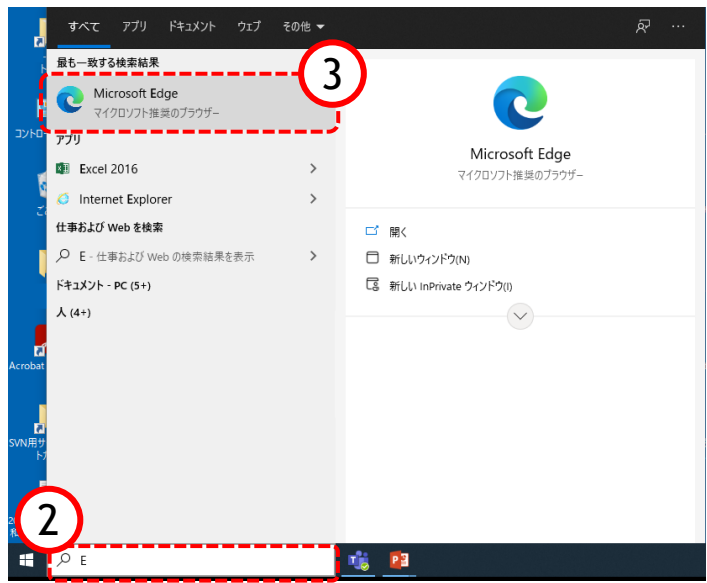 すべて アプリ ドキュメント ウェブ その他
最も一致する検索結果
3
Microsoft Edge
マイクロソフト推奨のブラウザー
アプリ
Excel 2016
Internet Explorer
仕事および Web を検索
E - 仕事および Web の検索結果を表示
ドキュメント - PC (5+)
人 (4+)
Microsoft Edge
マイクロソフト推奨のブラウザー
開く
新しいウィンドウ(N)
新しい InPrivate ウィンドウ(I)
コントロ
ご
Acrobat
SVN用サ
2
E